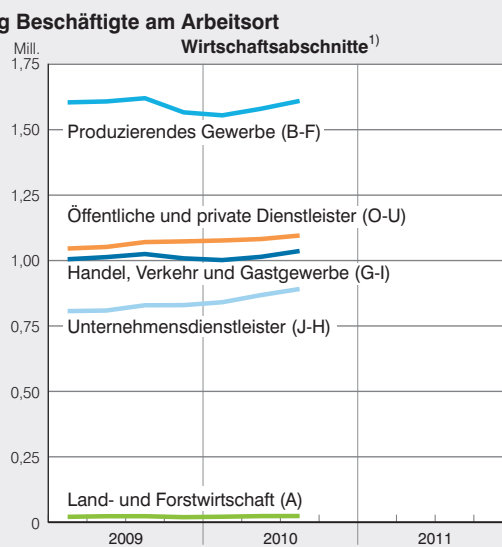 g Beschäftigte am Arbeitsort
Mill.
Wirtschaftsabschnitte1)
1,75
1,50
Produzierendes Gewerbe (B-F)
1,25
Öffentliche und private Dienstleister (O-U)
1,00
Handel, Verkehr und Gastgewerbe (G-I)
0,75
Unternehmensdienstleister (J-H)
0,50
0,25
Land- und Forstwirtschaft (A)
0
2009 2010 2011